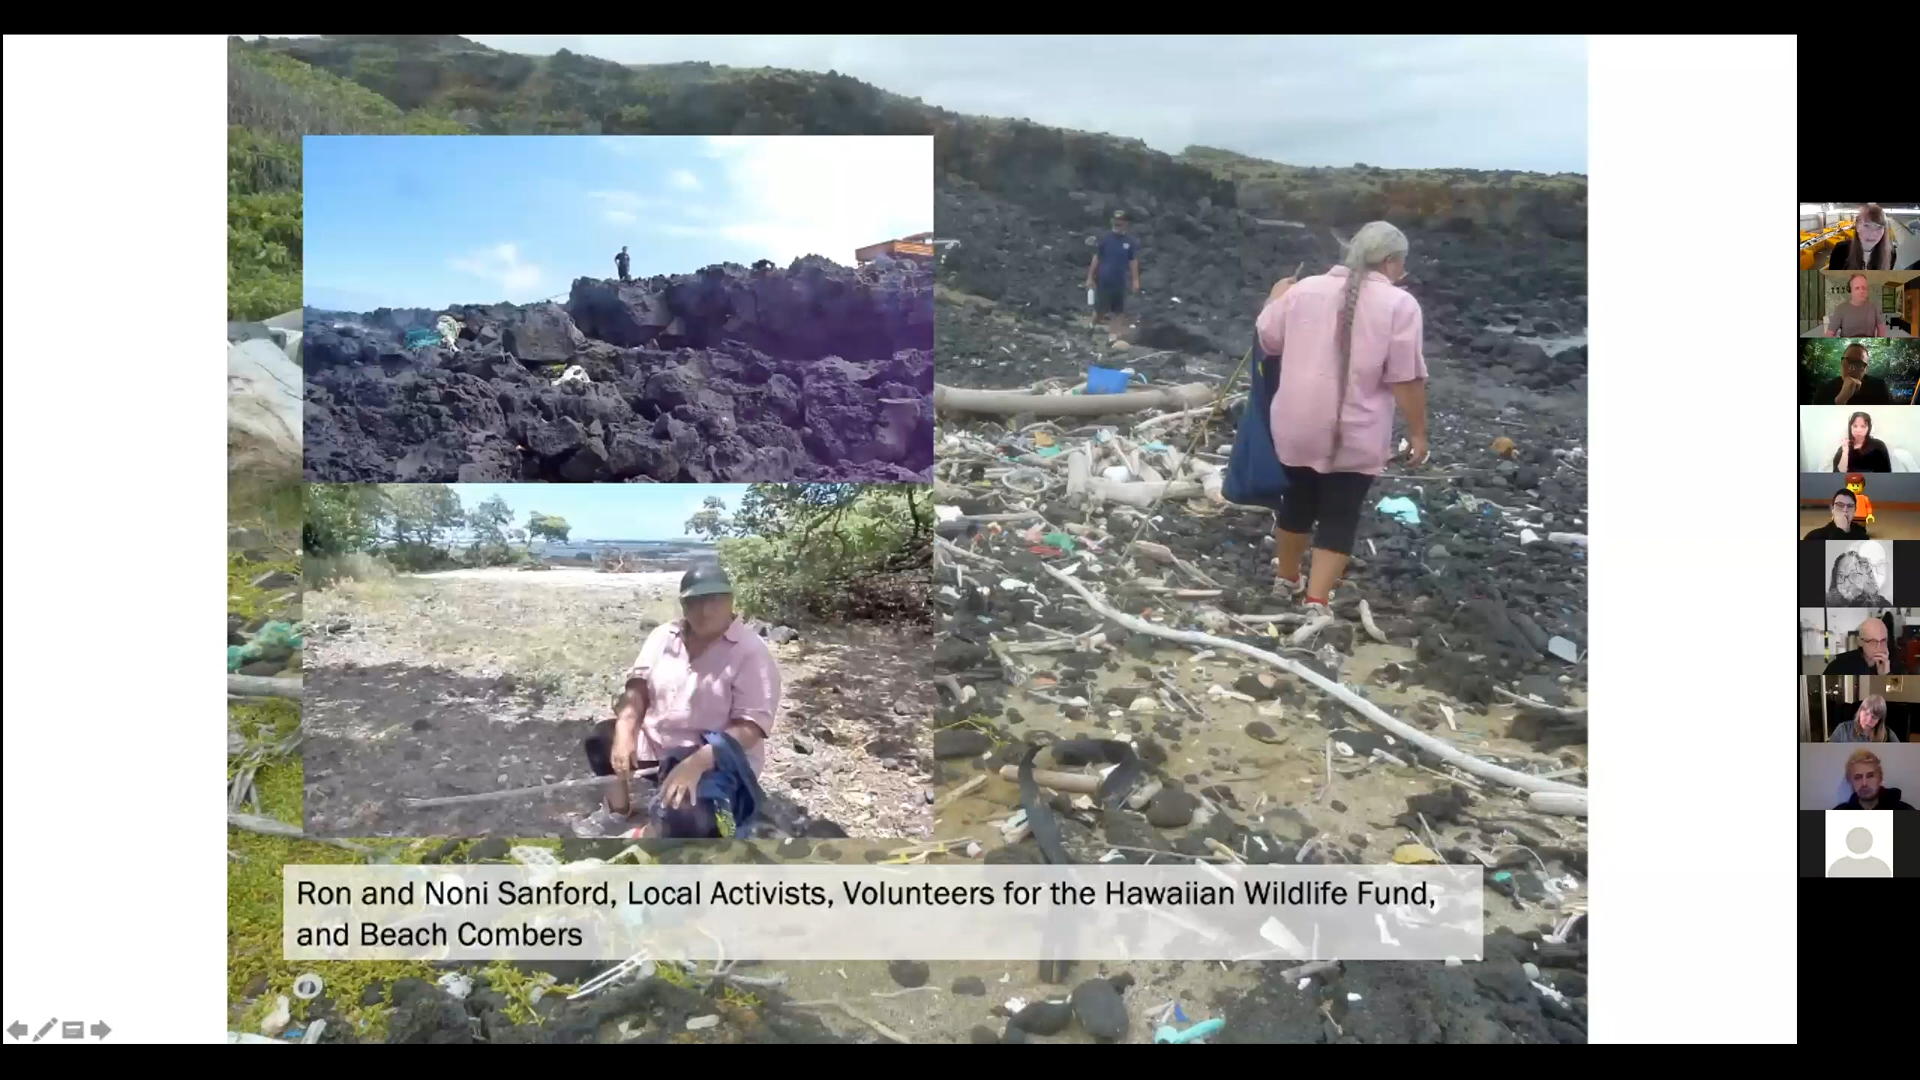 Ron and Noni Sanford, Local Activists, Volunteers for the Hawaiian Wildlife Fund,
and Beach Combers